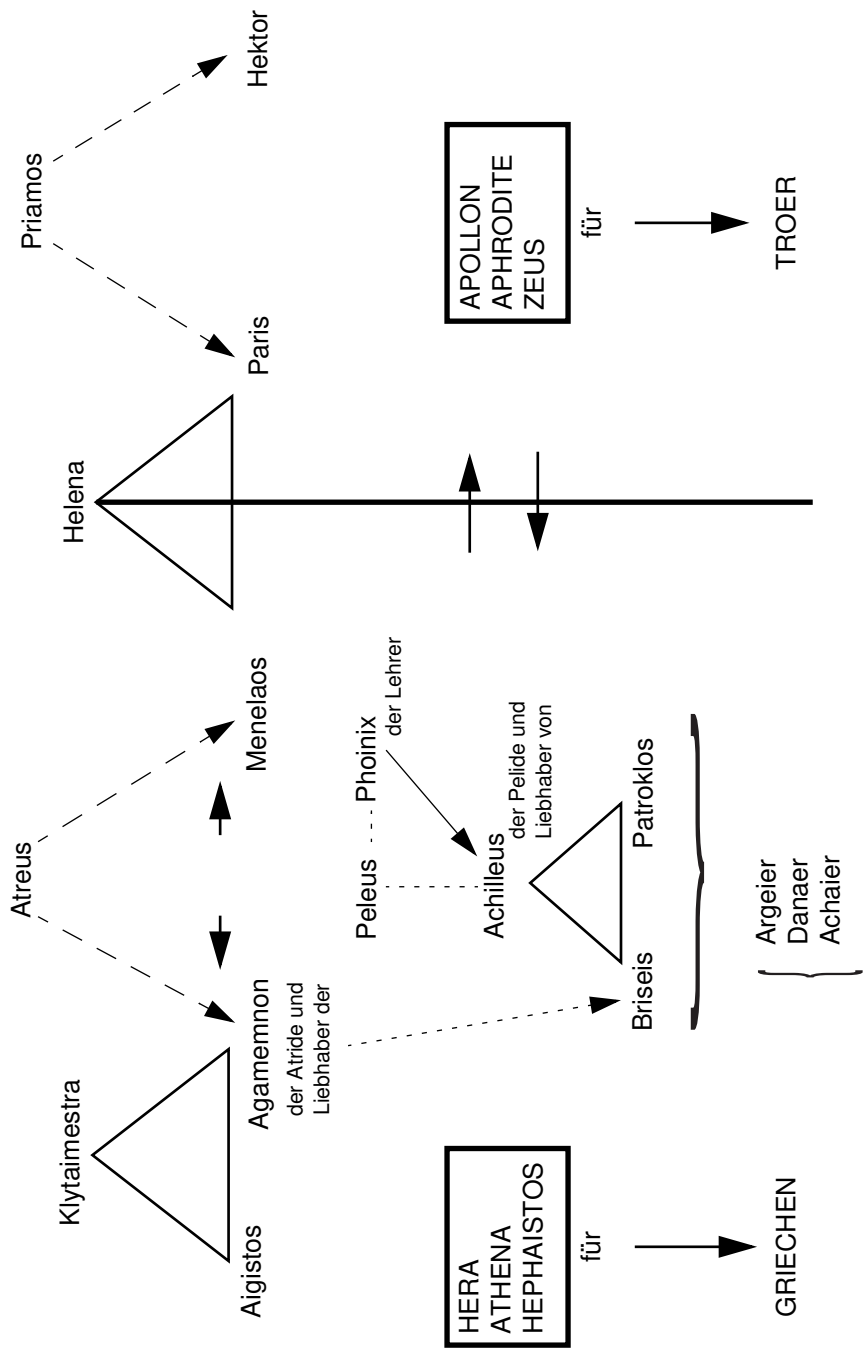 Klytaimestra
Atreus
Helena
Priamos
Aigistos
Agamemnon
der Atride und
Liebhaber der
Menelaos
Paris
Hektor
Peleus
Phoinix
der Lehrer
Achilleus
der Pelide und
Liebhaber von
Briseis
Patroklos
HERA
ATHENA
HEPHAISTOS
für
GRIECHEN
Argeier
Danaer
Achaier
APOLLON
APHRODITE
ZEUS
für
TROER